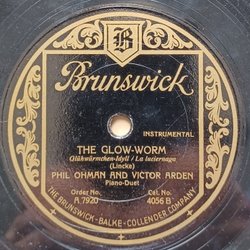 B
Brunswick
INSTRUMENTAL
THE GLOW-WORM
Glühwürmchen-Idyll / La luciernaga
(Lincke)
PHIL OHMAN AND VICTOR ARDEN
Piano-Duet
Order No. Cat. No.
A 7920 4056 B
THE BRUNSWICK-BALKE-COLLENDER COMPANY